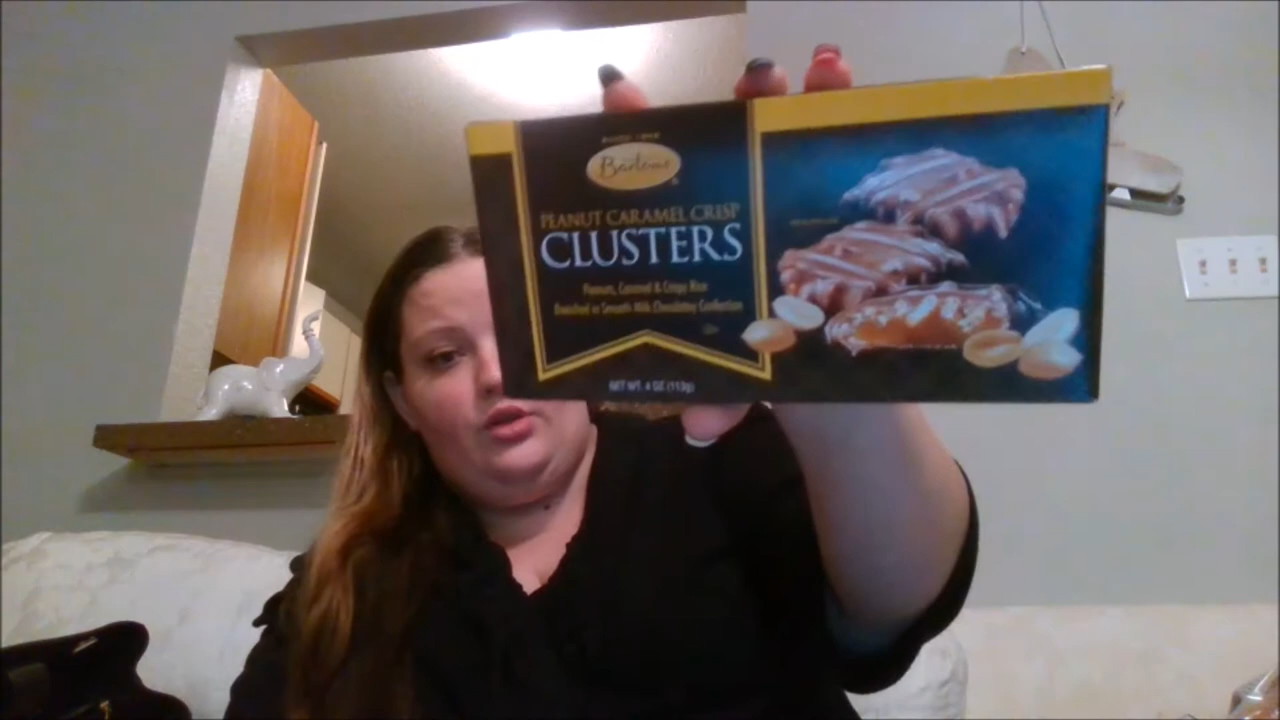 Bartons
PEANUT CARAMEL CRISP
CLUSTERS
Peanuts, Caramel & Crispy Rice
Drenched in Smooth Milk Chocolatey Confection
NET WT. 4 OZ (113g)